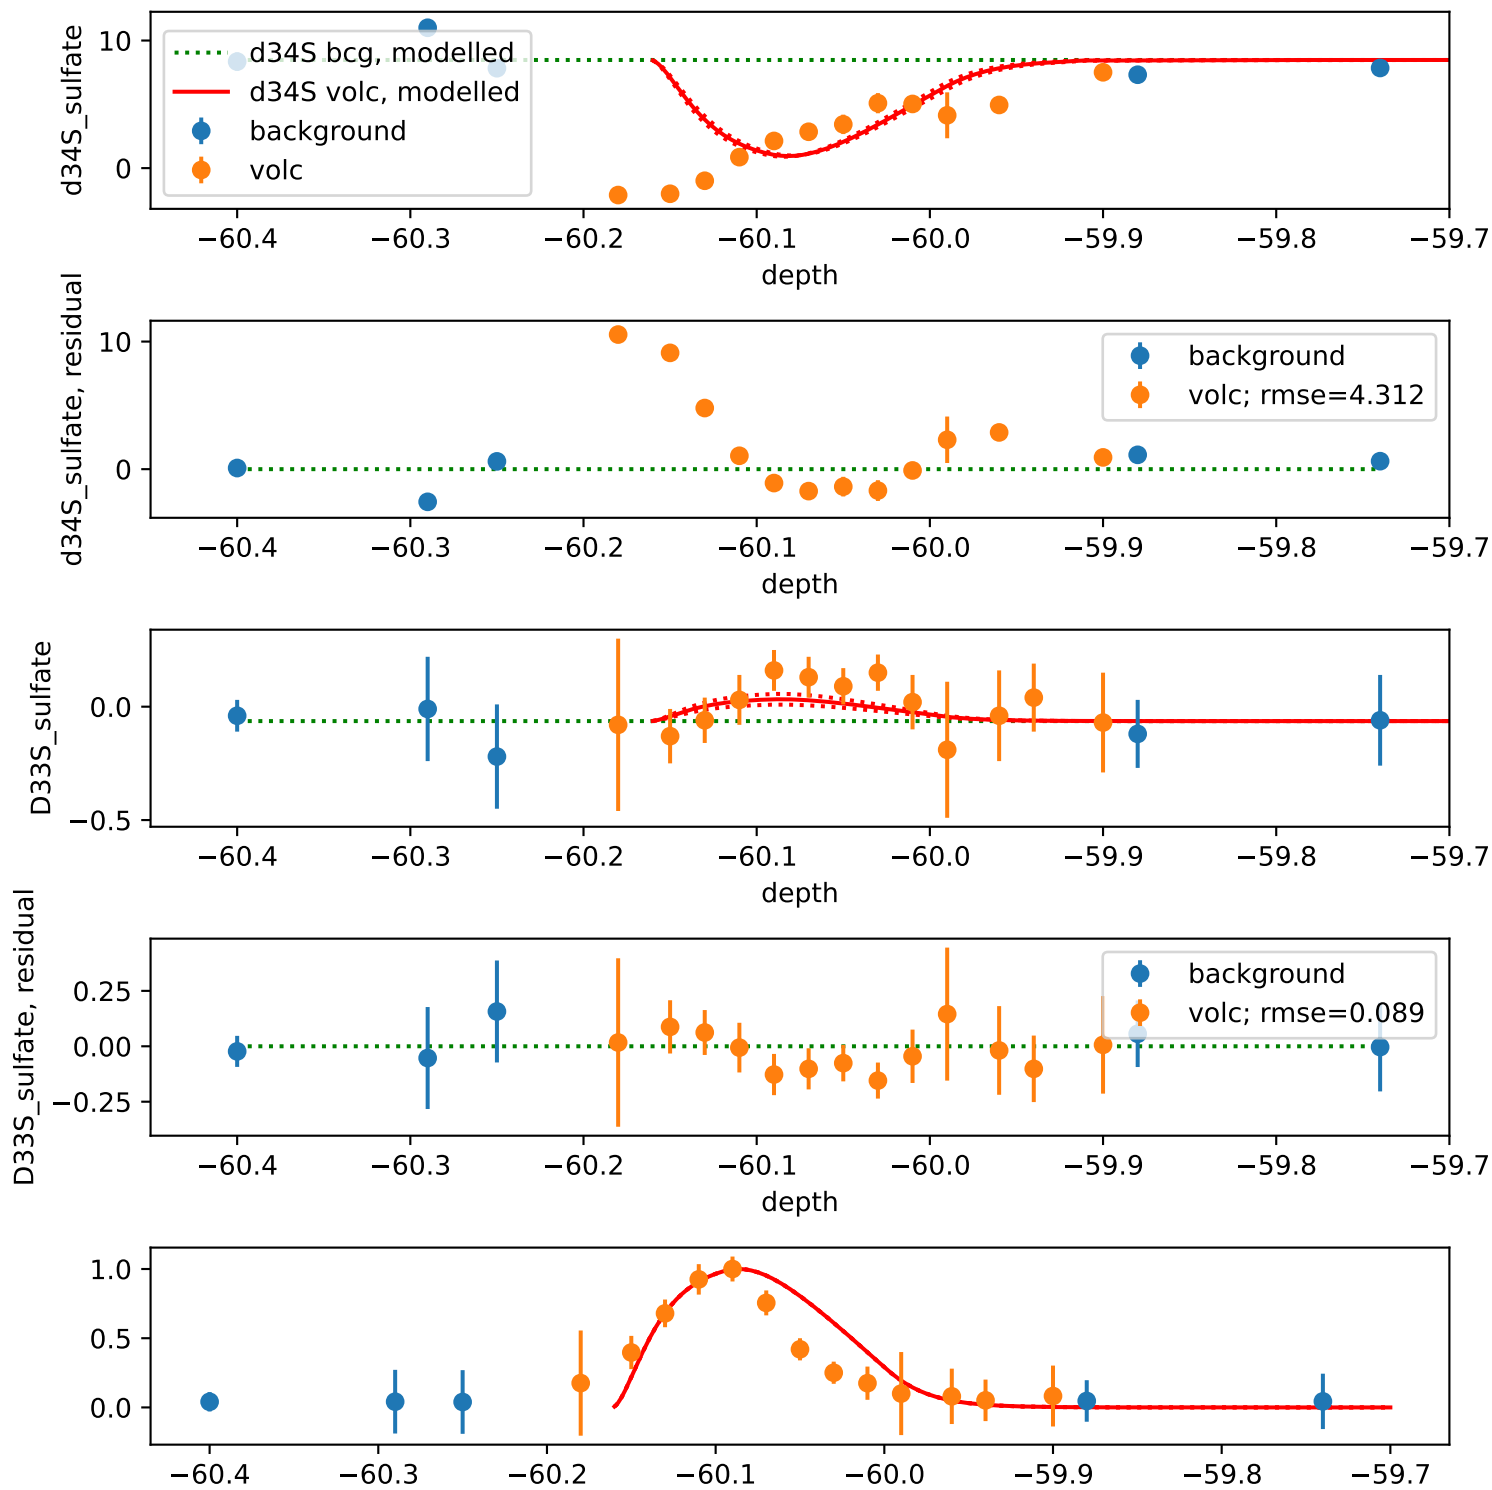 d34S_sulfate
10
0
d34S bcg, modelled
d34S volc, modelled
background
volc
−60.4 −60.3 −60.2 −60.1 −60.0 −59.9 −59.8 −59.7
depth
d34S_sulfate, residual
10
0
background
volc; rmse=4.312
−60.4 −60.3 −60.2 −60.1 −60.0 −59.9 −59.8 −59.7
depth
D33S_sulfate
0.0
−0.5
−60.4 −60.3 −60.2 −60.1 −60.0 −59.9 −59.8 −59.7
depth
D33S_sulfate, residual
0.25
0.00
−0.25
background
volc; rmse=0.089
−60.4 −60.3 −60.2 −60.1 −60.0 −59.9 −59.8 −59.7
depth
1.0
0.5
0.0
−60.4 −60.3 −60.2 −60.1 −60.0 −59.9 −59.8 −59.7